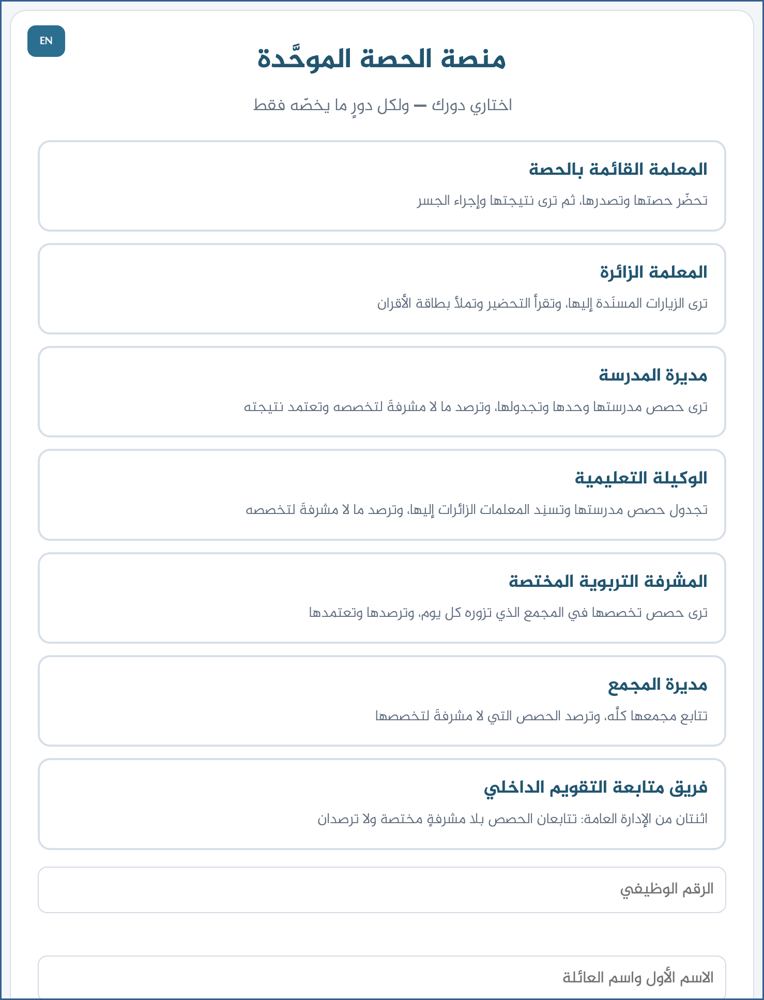 EN
منصة الحصة الموحَّدة
اختاري دورك — ولكل دورٍ ما يخصّه فقط
المعلمة القائمة بالحصة
تحضّر حصتها وتصدرها، ثم ترى نتيجتها وإجراء الجسر
المعلمة الزائرة
ترى الزيارات المسنَدة إليها، وتقرأ التحضير وتملأ بطاقة الأقران
مديرة المدرسة
ترى حصص مدرستها وحدها وتجدولها، وترصد ما لا مشرفةَ لتخصصه وتعتمد نتيجته
الوكيلة التعليمية
تجدول حصص مدرستها وتسنِد المعلمات الزائرات إليها، وترصد ما لا مشرفةَ لتخصصه
المشرفة التربوية المختصة
ترى حصص تخصصها في المجمع الذي تزوره كل يوم، وترصدها وتعتمدها
مديرة المجمع
تتابع مجمعها كلَّه، وترصد الحصص التي لا مشرفةَ لتخصصها
فريق متابعة التقويم الداخلي
اثنتان من الإدارة العامة: تتابعان الحصص بلا مشرفةٍ مختصة ولا ترصدان
الرقم الوظيفي
الاسم الأول واسم العائلة